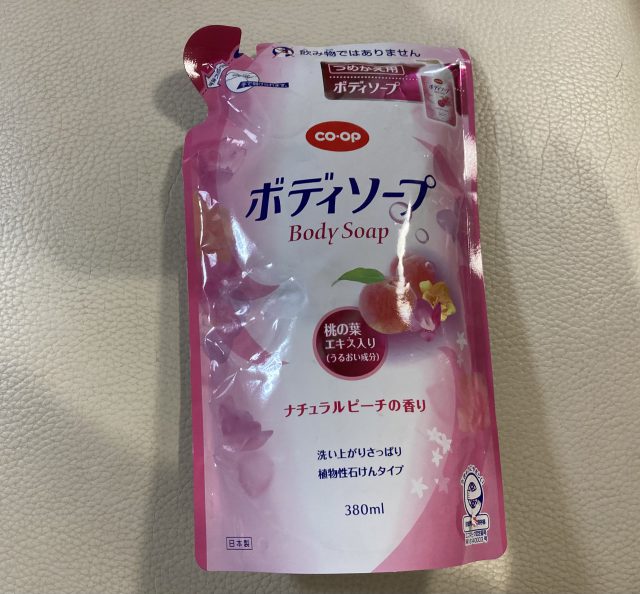 飲み物ではありません
つめかえ用
ボディソープ
CO·OP
ボディソープ
Body Soap
桃の葉
エキス入り
(うるおい成分)
ナチュラルピーチの香り
洗い上がりさっぱり
植物性石けんタイプ
380ml
日本製